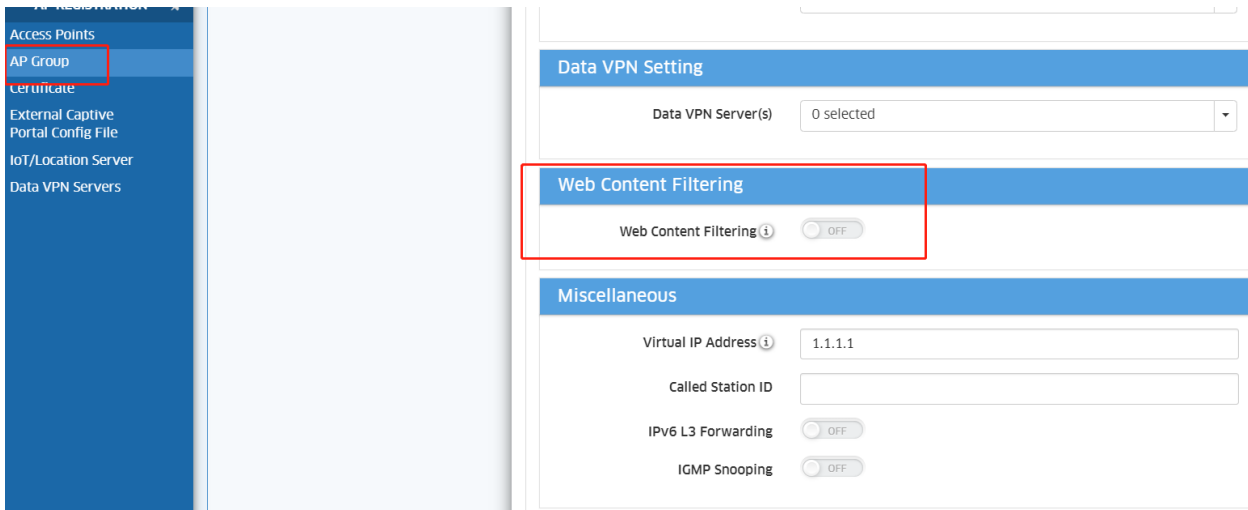 AP REGISTRATION
Access Points
AP Group
Certificate
External Captive
Portal Config File
IoT/Location Server
Data VPN Servers
Data VPN Setting
Data VPN Server(s) 0 selected
Web Content Filtering
Web Content Filtering i OFF
Miscellaneous
Virtual IP Address i 1.1.1.1
Called Station ID
IPv6 L3 Forwarding OFF
IGMP Snooping OFF